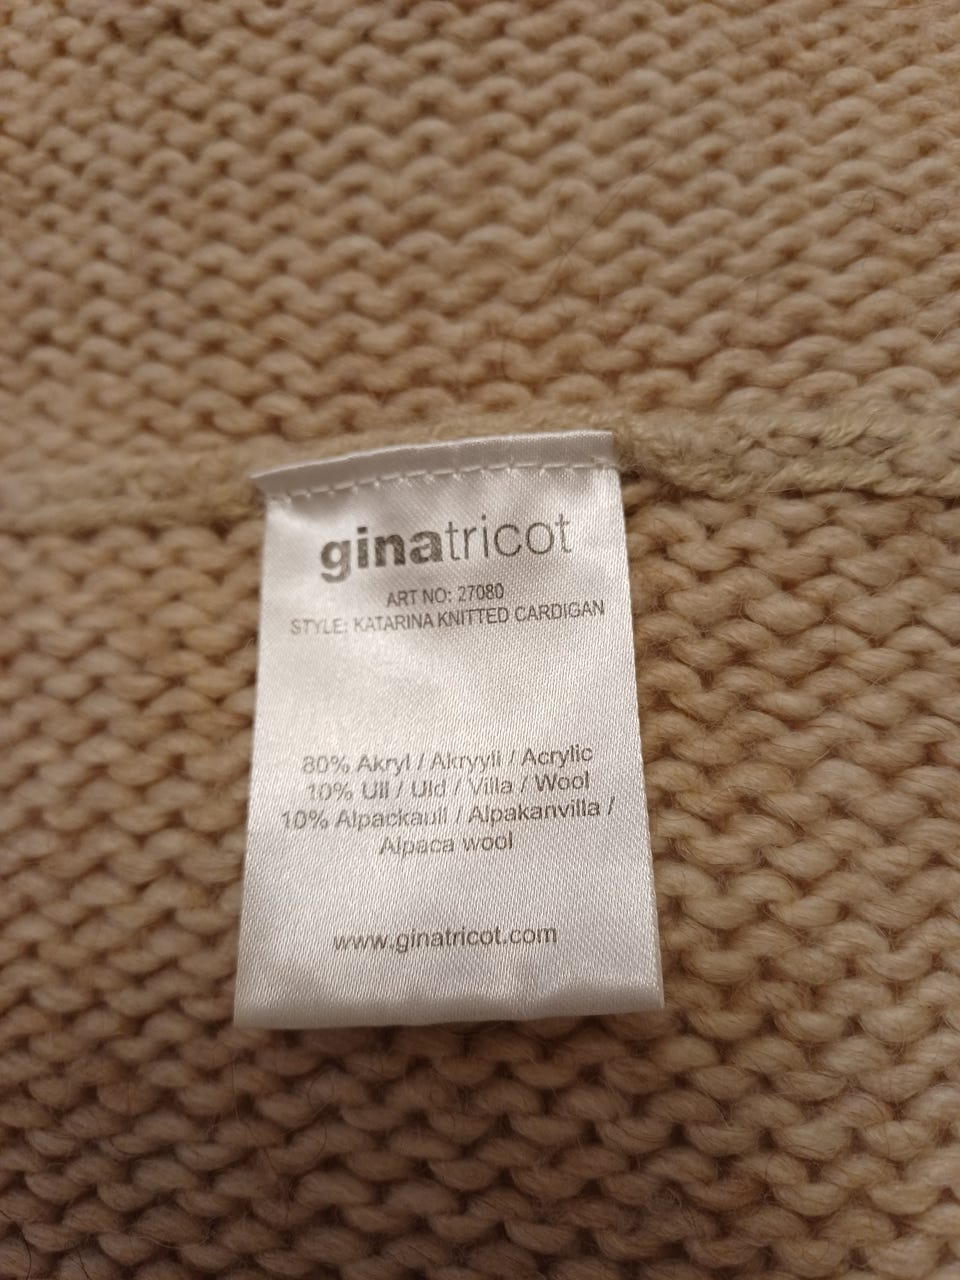 ginatricot
ART NO: 27080
STYLE: KATARINA KNITTED CARDIGAN
80% Akryl / Akryyli / Acrylic
10% Ull / Uld / Villa / Wool
10% Alpackaull / Alpakanvilla /
Alpaca wool
www.ginatricot.com